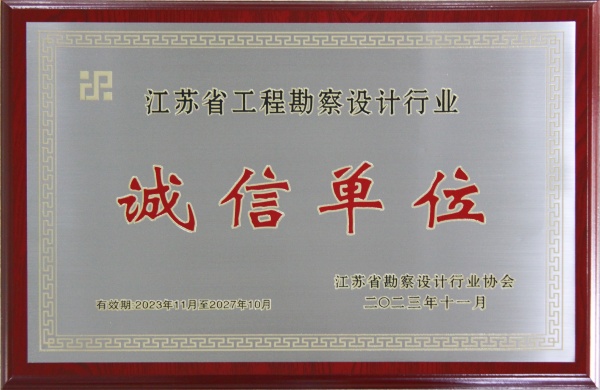 江苏省工程勘察设计行业
诚信单位
江苏省勘察设计行业协会
有效期:2023年11月至2027年10月
二〇二三年十一月